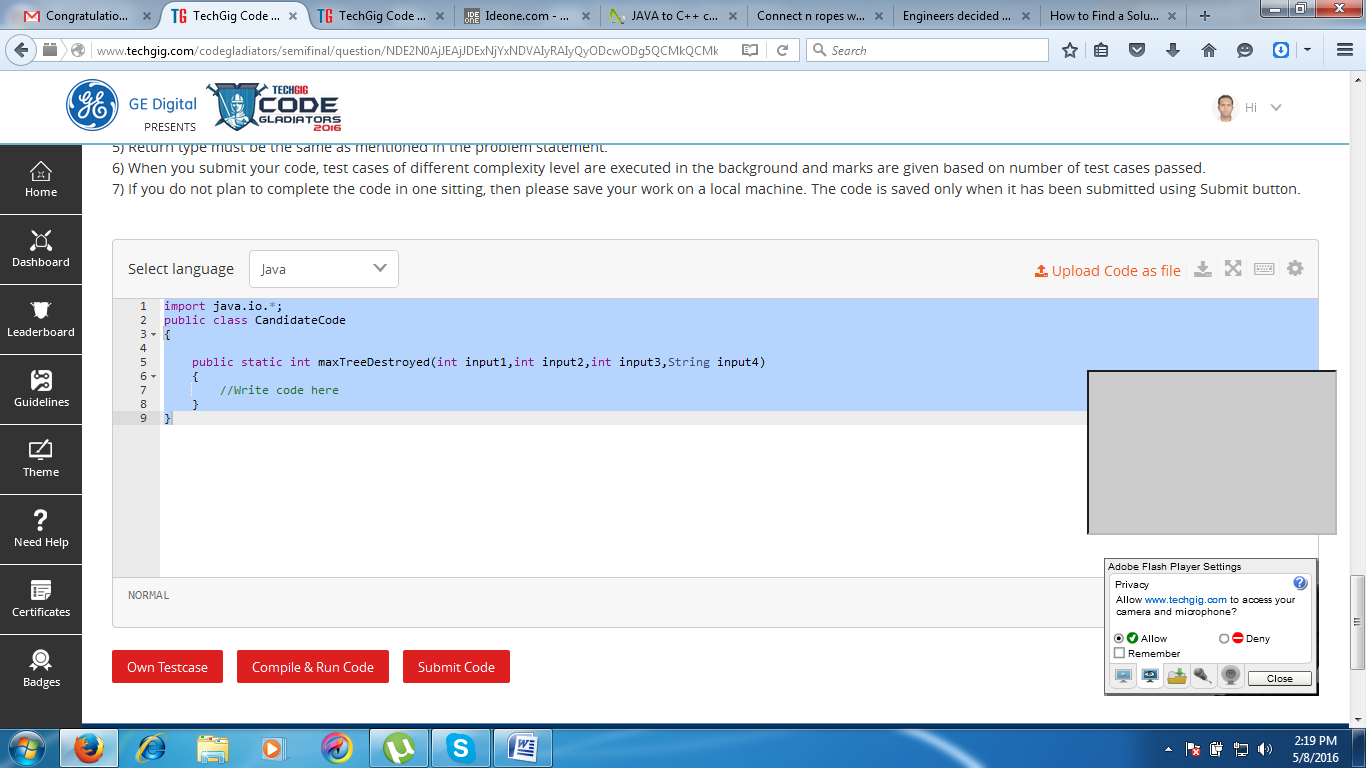 Congratulatio...
TG TechGig Code ...
TG TechGig Code ...
IDE ONE Ideone.com - ...
JAVA to C++ c...
Connect n ropes w...
Engineers decided ...
How to Find a Solu...
www.techgig.com/codegladiators/semifinal/question/NDE2N0AjJEAjJDExNjYxNDVAIyRAIyQyODcwODg5QCMkQCMk
Search
GE Digital
PRESENTS
TECHGIG
CODE
GLADIATORS
2016
Hi
5) Return type must be the same as mentioned in the problem statement.
6) When you submit your code, test cases of different complexity level are executed in the background and marks are given based on number of test cases passed.
7) If you do not plan to complete the code in one sitting, then please save your work on a local machine. The code is saved only when it has been submitted using Submit button.
Home
Dashboard
Leaderboard
Guidelines
Theme
Need Help
Certificates
Badges
Select language
Java
Upload Code as file
1 import java.io.*;
2 public class CandidateCode
3 {
4
5 public static int maxTreeDestroyed(int input1,int input2,int input3,String input4)
6 {
7 //Write code here
8 }
9 }
NORMAL
Own Testcase
Compile & Run Code
Submit Code
Adobe Flash Player Settings
Privacy
Allow www.techgig.com to access your
camera and microphone?
Allow
Deny
Remember
Close
2:19 PM
5/8/2016